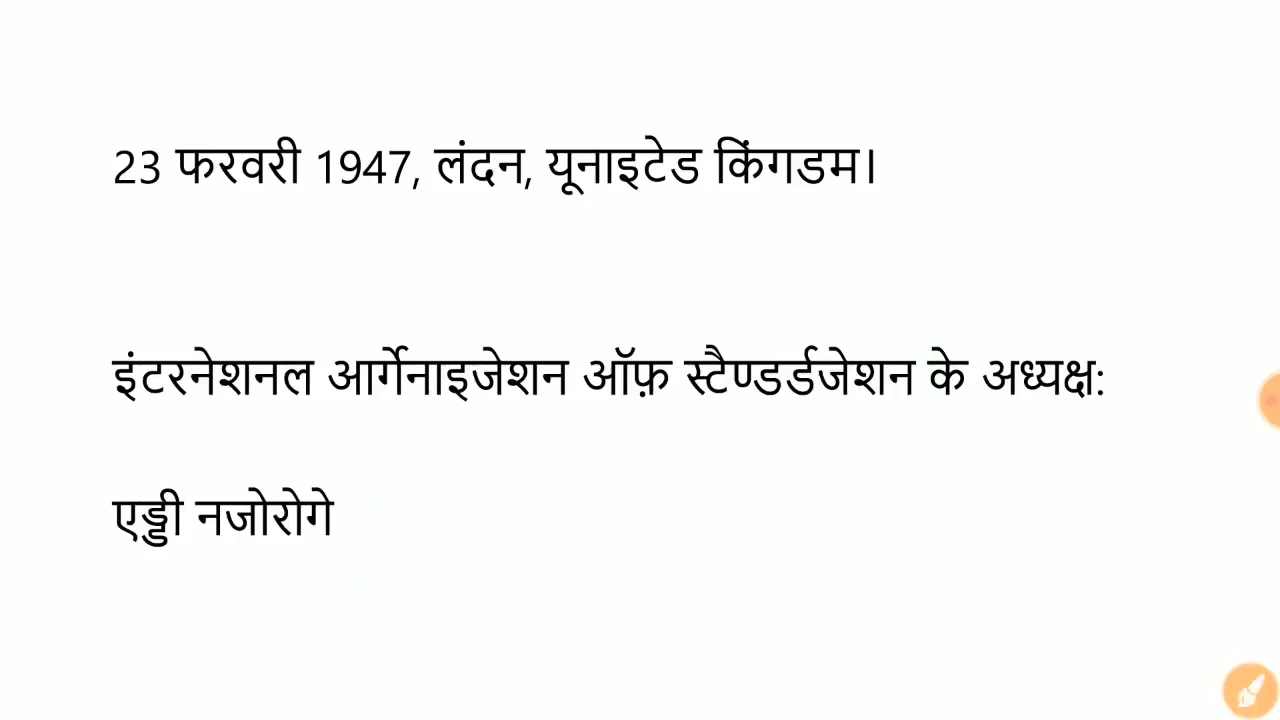 23 फरवरी 1947, लंदन, यूनाइटेड किंगडम।
इंटरनेशनल आर्गेनाइजेशन ऑफ़ स्टैण्डर्डजेशन के अध्यक्ष:
एड्डी नजोरोगे